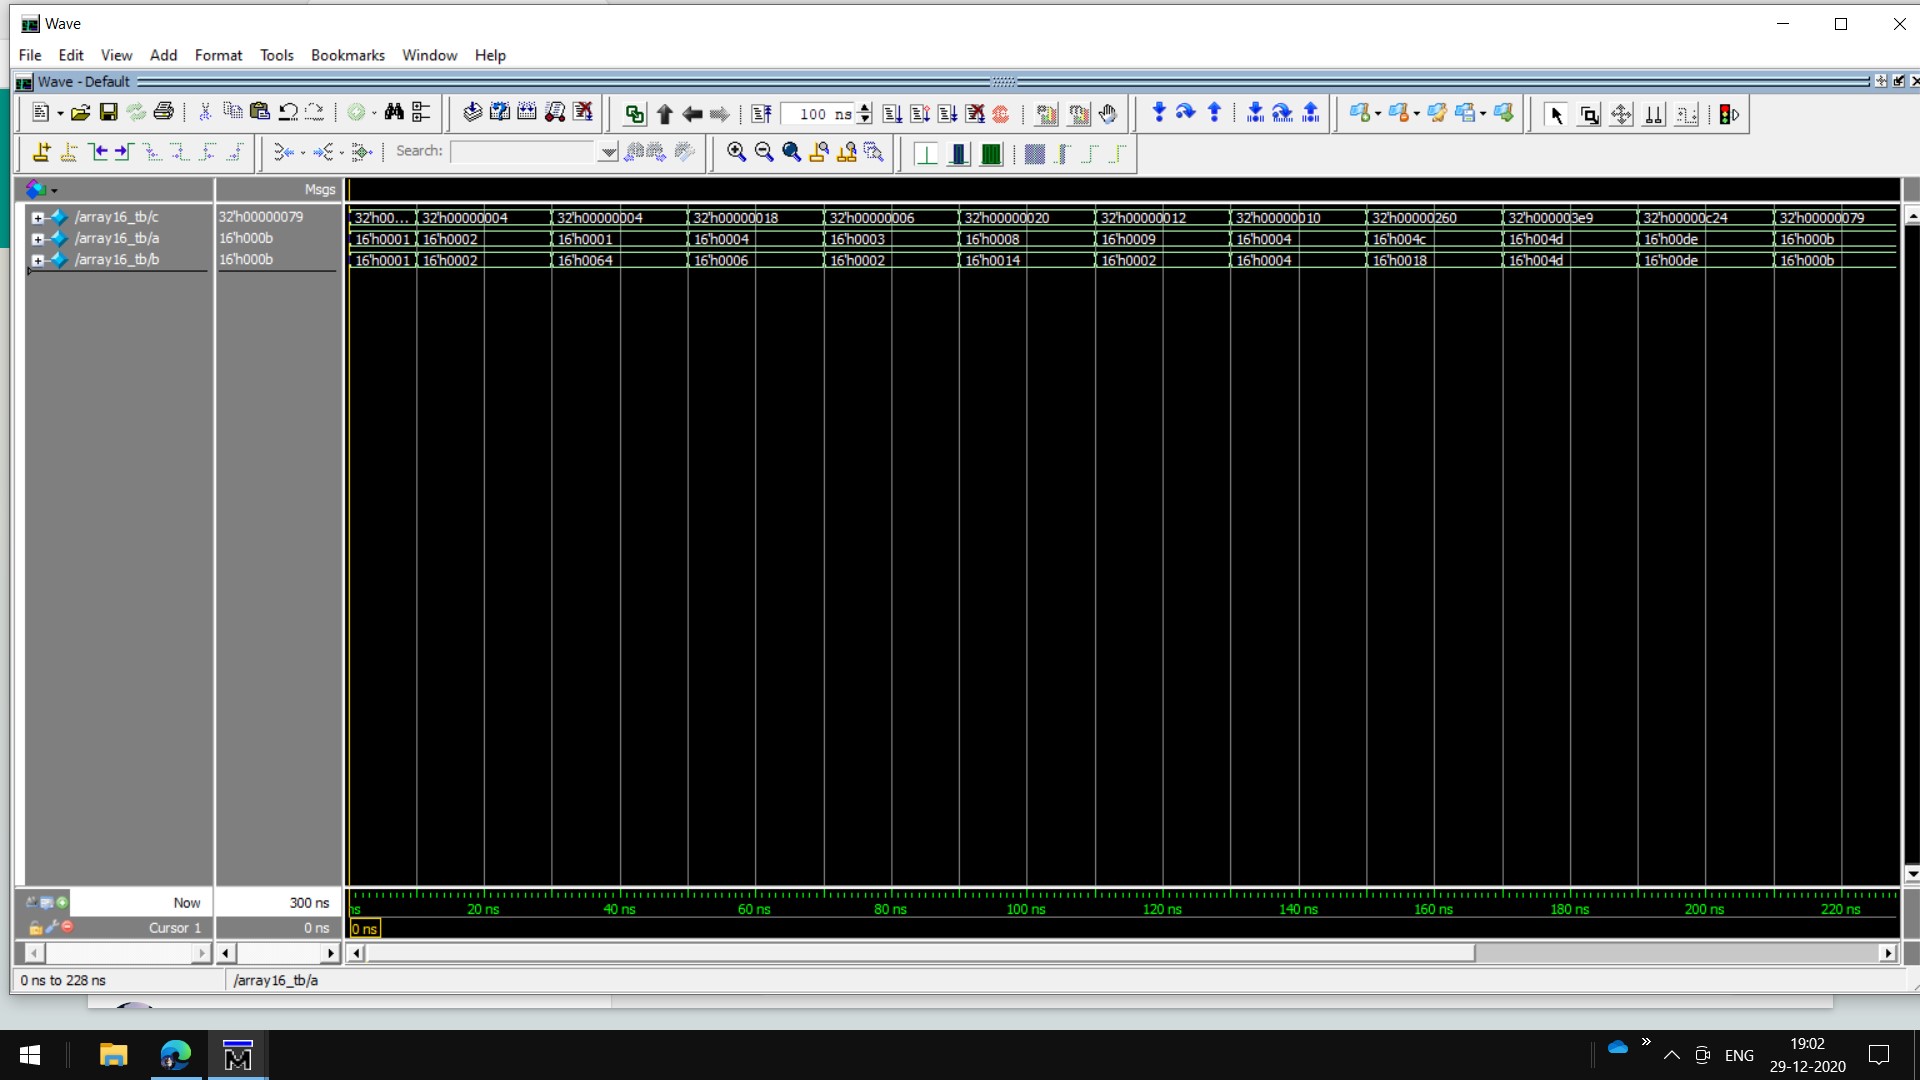 Wave
File Edit View Add Format Tools Bookmarks Window Help
Wave - Default
100 ns
Search:
Msgs
/array16_tb/c 32'h00000079 32'h00... 32'h00000004 32'h00000004 32'h00000018 32'h00000006 32'h00000020 32'h00000012 32'h00000010 32'h00000260 32'h000003e9 32'h00000c24 32'h00000079
/array16_tb/a 16'h000b 16'h0001 16'h0002 16'h0001 16'h0004 16'h0003 16'h0008 16'h0009 16'h0004 16'h004c 16'h004d 16'h00de 16'h000b
/array16_tb/b 16'h000b 16'h0001 16'h0002 16'h0064 16'h0006 16'h0002 16'h0014 16'h0002 16'h0004 16'h0018 16'h004d 16'h00de 16'h000b
Now 300 ns ns 20 ns 40 ns 60 ns 80 ns 100 ns 120 ns 140 ns 160 ns 180 ns 200 ns 220 ns
Cursor 1 0 ns 0 ns
0 ns to 228 ns /array16_tb/a
ENG
19:02
29-12-2020